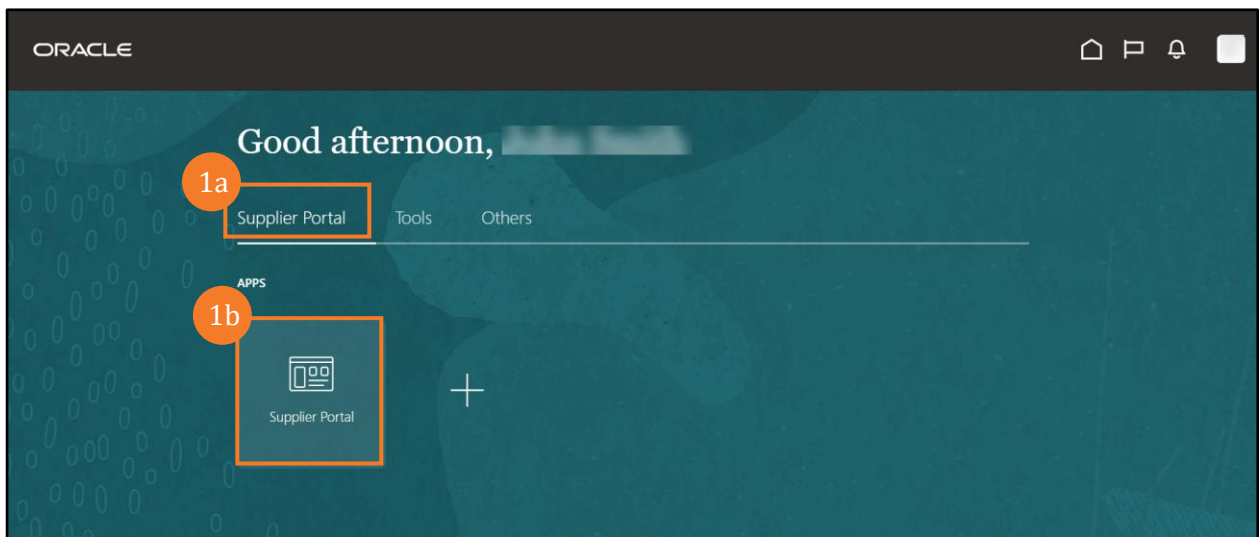 ORACLE
Good afternoon,
1a
Supplier Portal Tools Others
APPS
1b
Supplier Portal